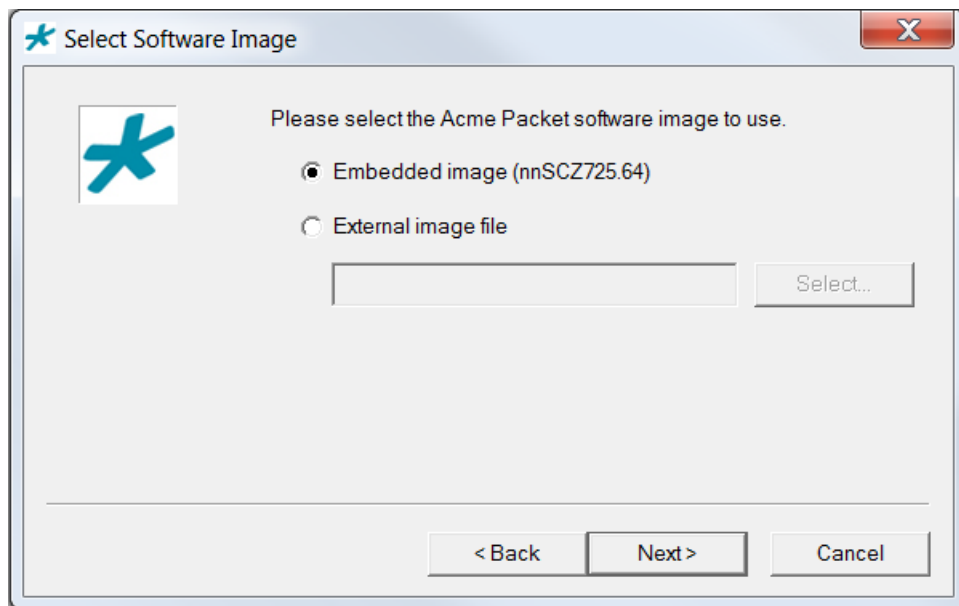 Select Software Image
X
Please select the Acme Packet software image to use.
Embedded image (nnSCZ725.64)
External image file
Select...
< Back Next > Cancel